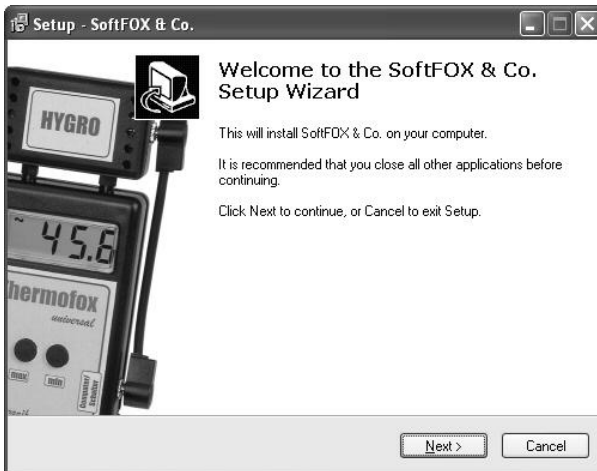 Setup - SoftFOX & Co.
Welcome to the SoftFOX & Co.
Setup Wizard
This will install SoftFOX & Co. on your computer.
It is recommended that you close all other applications before
continuing.
Click Next to continue, or Cancel to exit Setup.
HYGRO
~ 45.6
Thermofox
universal
max
min
Computer/
Schalter
Next >
Cancel